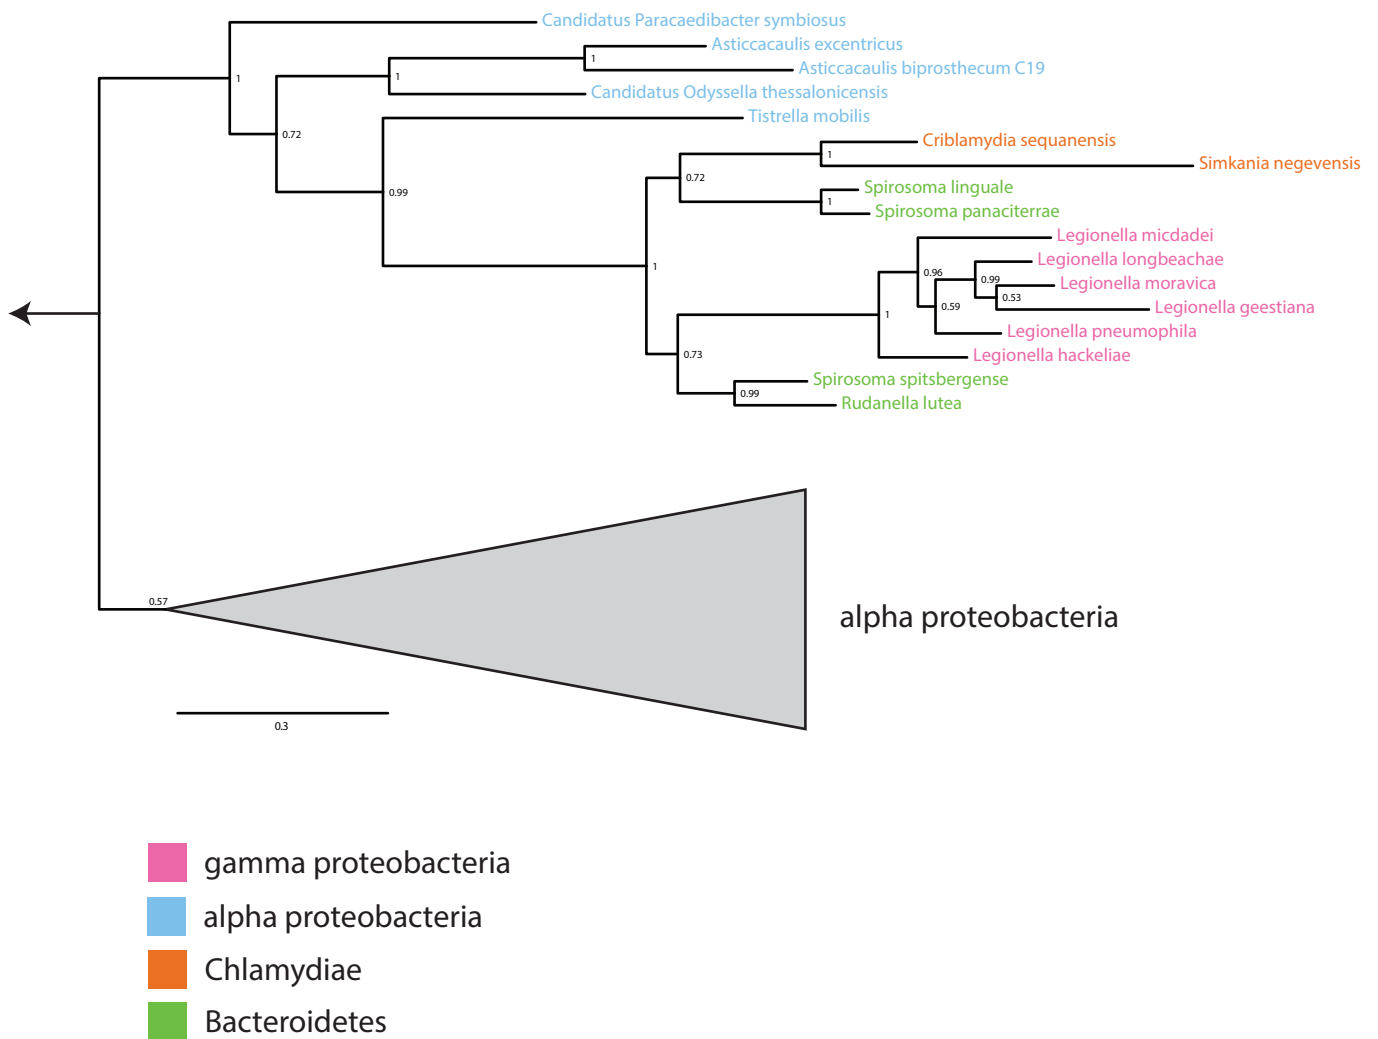 Candidatus Paracaedibacter symbiosus
Asticcacaulis excentricus
1
Asticcacaulis biprosthecum C19
1
1
Candidatus Odyssella thessalonicensis
Tistrella mobilis
0.72
Criblamydia sequanensis
1
Simkania negevensis
0.72
Spirosoma linguale
0.99
1
Spirosoma panaciterrae
Legionella micdadei
Legionella longbeachae
1
0.96
0.99
Legionella moravica
0.53
0.59
Legionella geestiana
1
Legionella pneumophila
0.73
Legionella hackeliae
Spirosoma spitsbergense
0.99
Rudanella lutea
0.57
alpha proteobacteria
0.3
gamma proteobacteria
alpha proteobacteria
Chlamydiae
Bacteroidetes